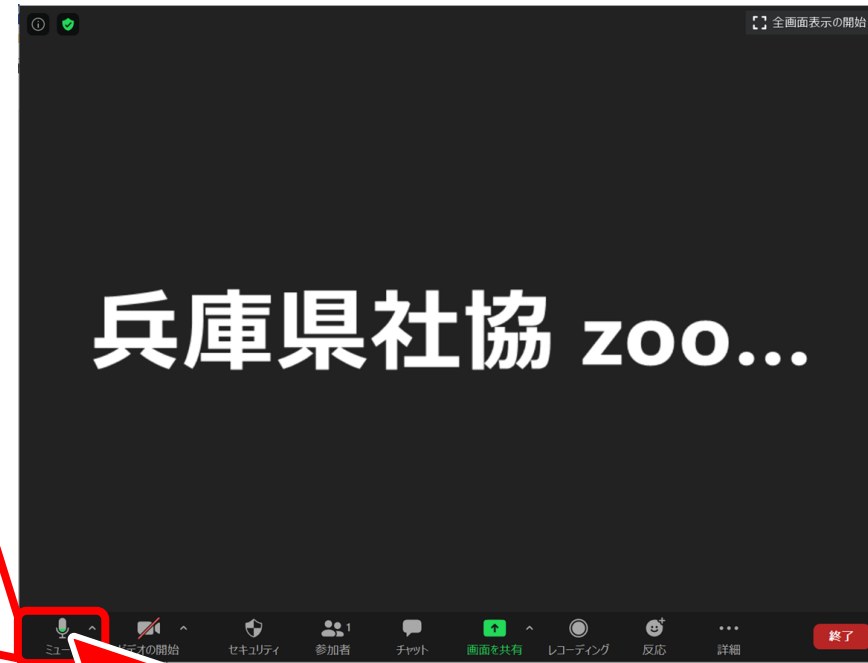 全画面表示の開始
兵庫県社協 zoo...
ミュー
デオの開始
セキュリティ
参加者
1
チャット
画面を共有
レコーディング
反応
詳細
終了